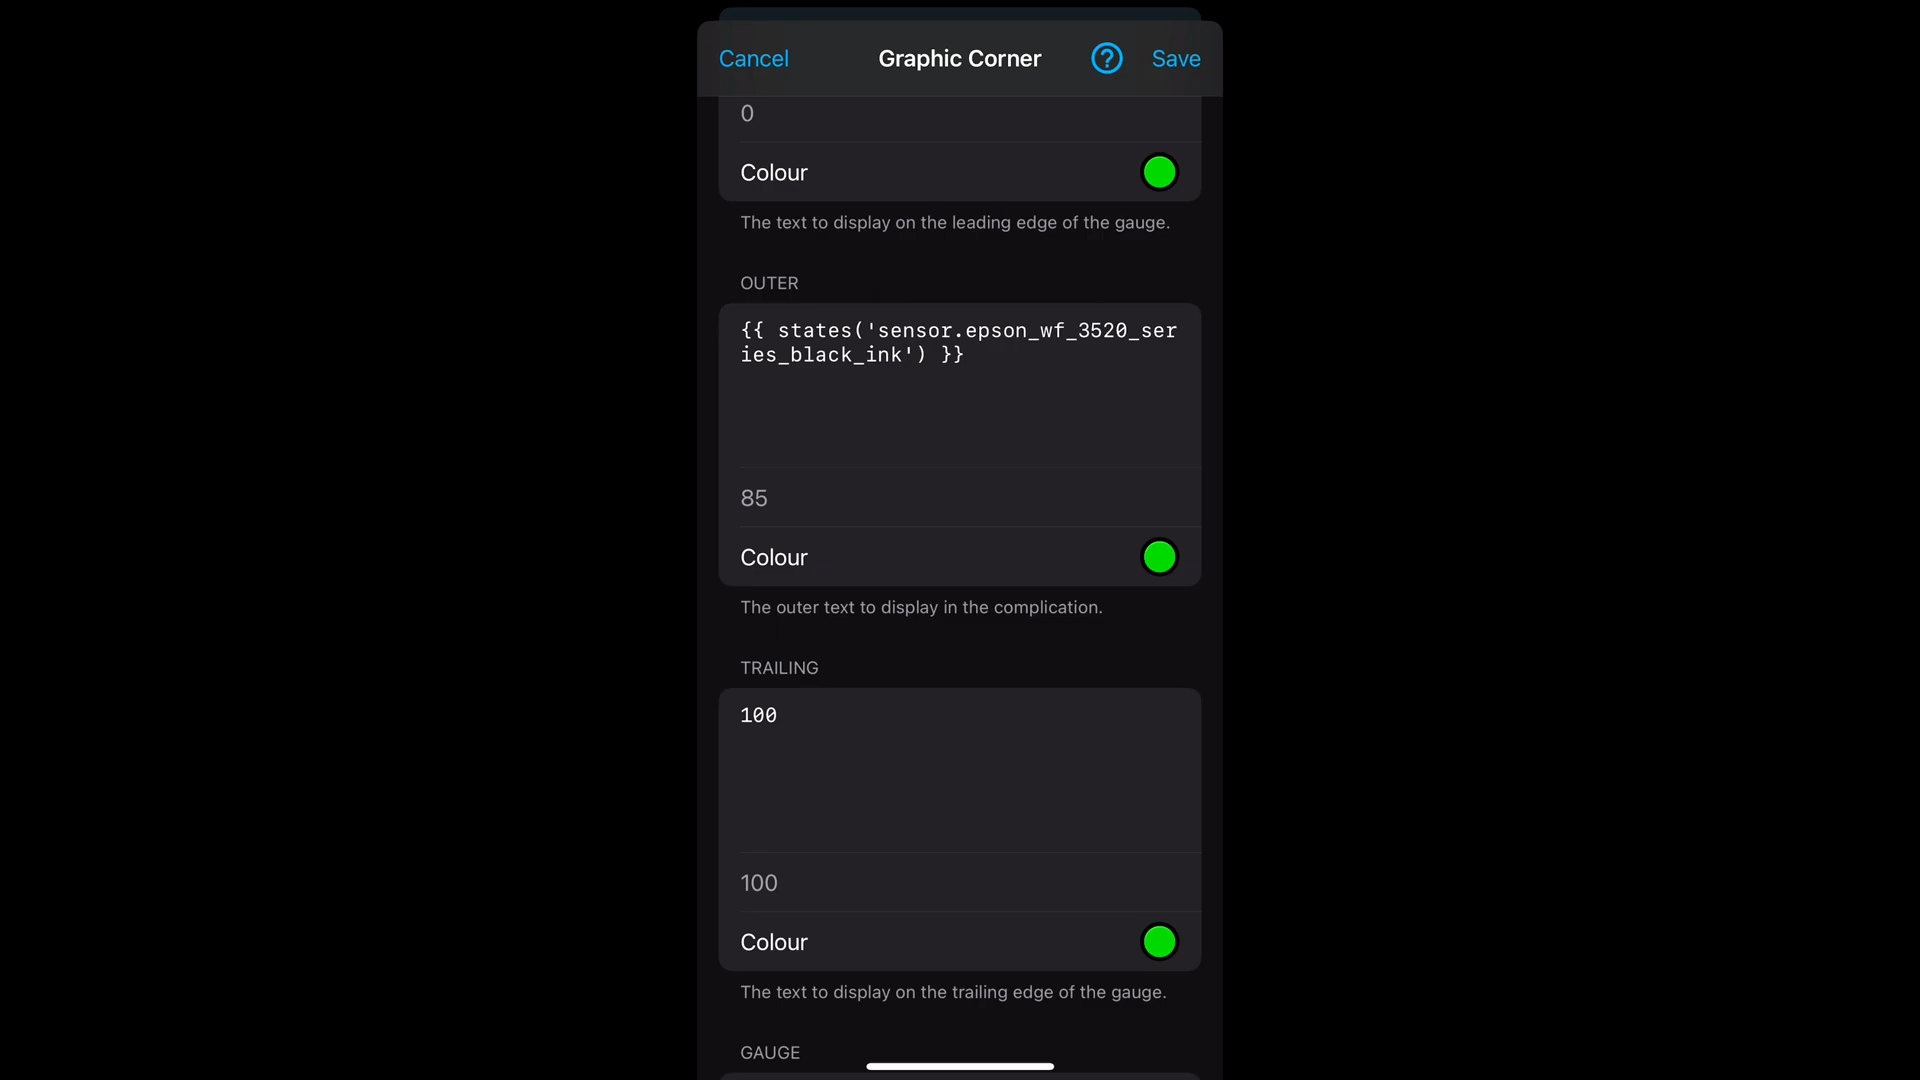 Cancel
Graphic Corner
?
Save
0
Colour
The text to display on the leading edge of the gauge.
OUTER
{{ states('sensor.epson_wf_3520_ser
ies_black_ink') }}
85
Colour
The outer text to display in the complication.
TRAILING
100
100
Colour
The text to display on the trailing edge of the gauge.
GAUGE